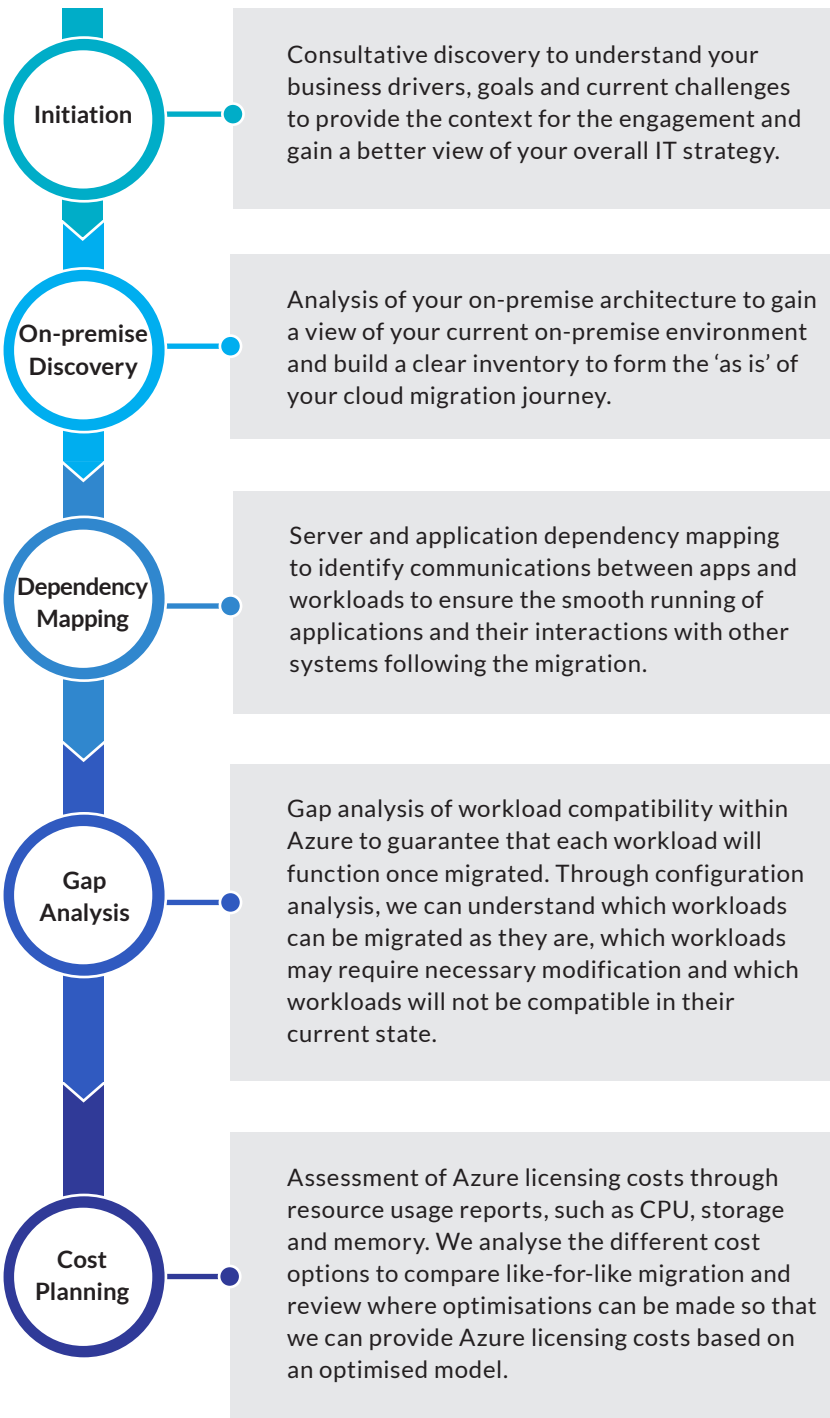 Initiation
Consultative discovery to understand your
business drivers, goals and current challenges
to provide the context for the engagement and
gain a better view of your overall IT strategy.
On-premise
Discovery
Analysis of your on-premise architecture to gain
a view of your current on-premise environment
and build a clear inventory to form the ‘as is’ of
your cloud migration journey.
Dependency
Mapping
Server and application dependency mapping
to identify communications between apps and
workloads to ensure the smooth running of
applications and their interactions with other
systems following the migration.
Gap
Analysis
Gap analysis of workload compatibility within
Azure to guarantee that each workload will
function once migrated. Through configuration
analysis, we can understand which workloads
can be migrated as they are, which workloads
may require necessary modification and which
workloads will not be compatible in their
current state.
Cost
Planning
Assessment of Azure licensing costs through
resource usage reports, such as CPU, storage
and memory. We analyse the different cost
options to compare like-for-like migration and
review where optimisations can be made so that
we can provide Azure licensing costs based on
an optimised model.